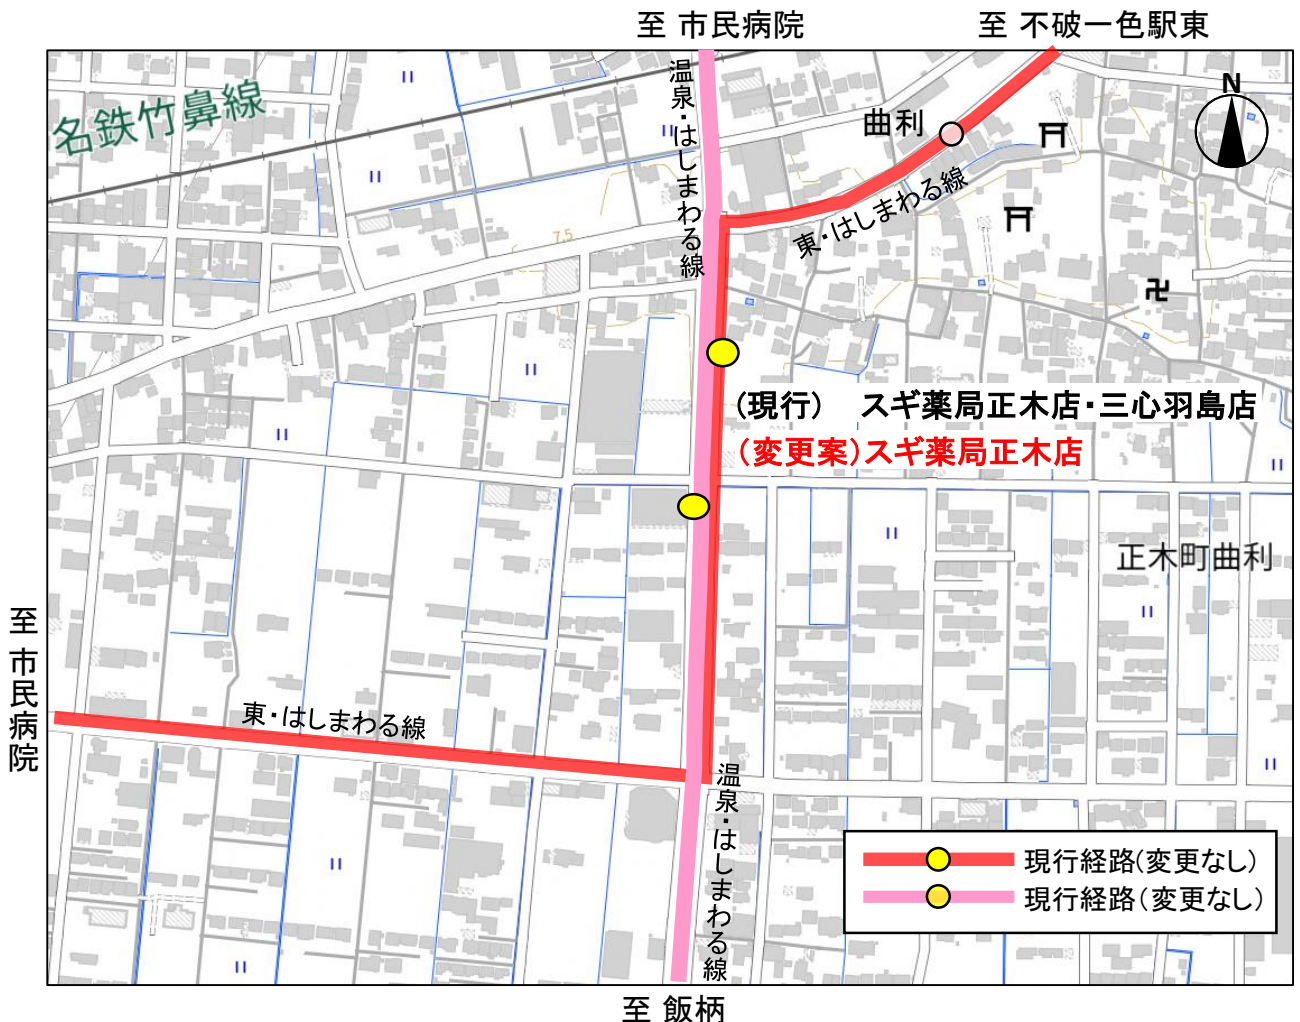 至 市民病院
至 不破一色駅東
N
名鉄竹鼻線
温泉・はしまわる線
曲利
東・はしまわる線
7.5
(現行) スギ薬局正木店・三心羽島店
(変更案)スギ薬局正木店
正木町曲利
至 市民病院
東・はしまわる線
温泉・はしまわる線
現行経路(変更なし)
現行経路(変更なし)
至 飯柄